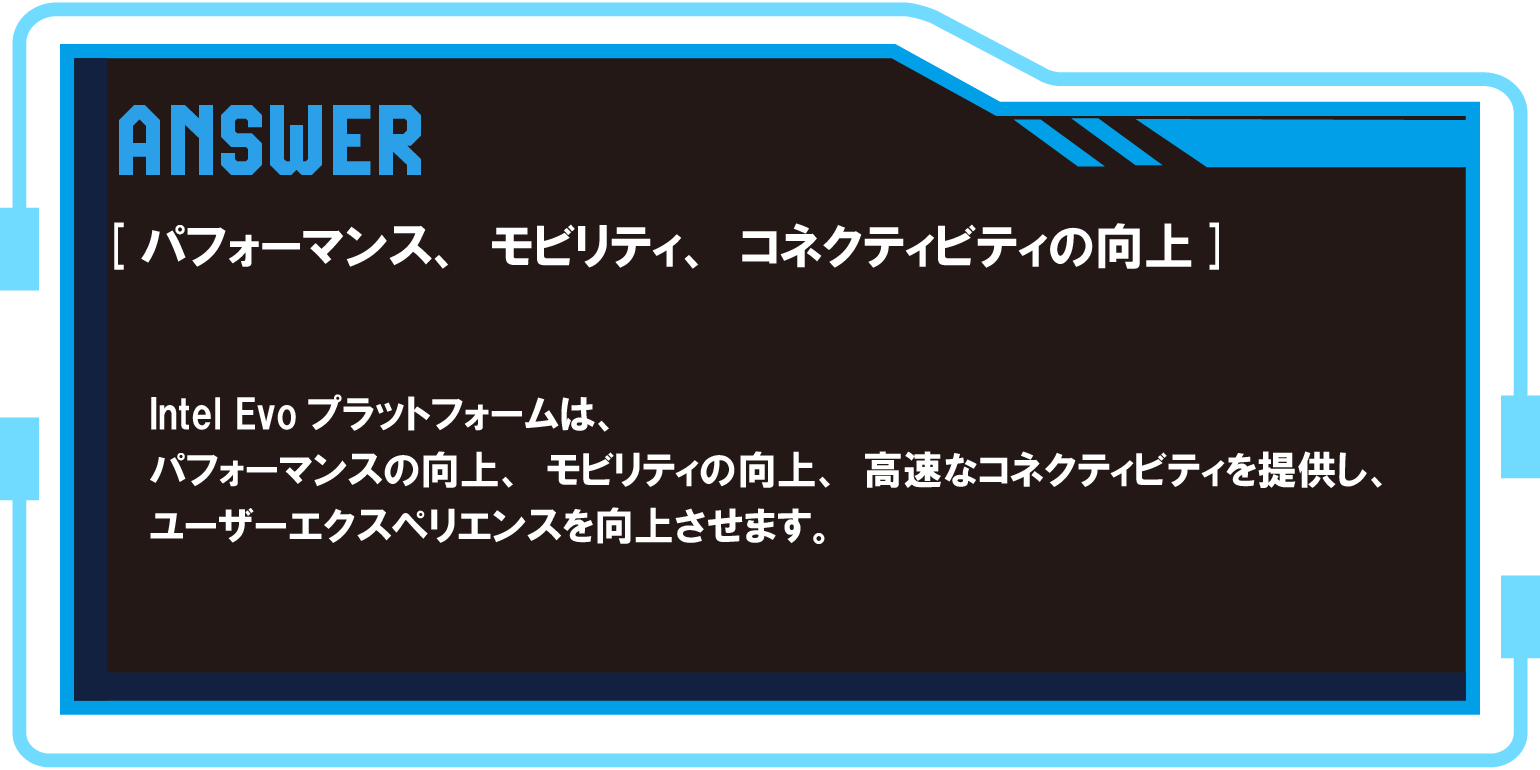 ANSWER
[ パフォーマンス、 モビリティ、 コネクティビティの向上 ]
Intel Evo プラットフォームは、
パフォーマンスの向上、 モビリティの向上、 高速なコネクティビティを提供し、
ユーザーエクスペリエンスを向上させます。